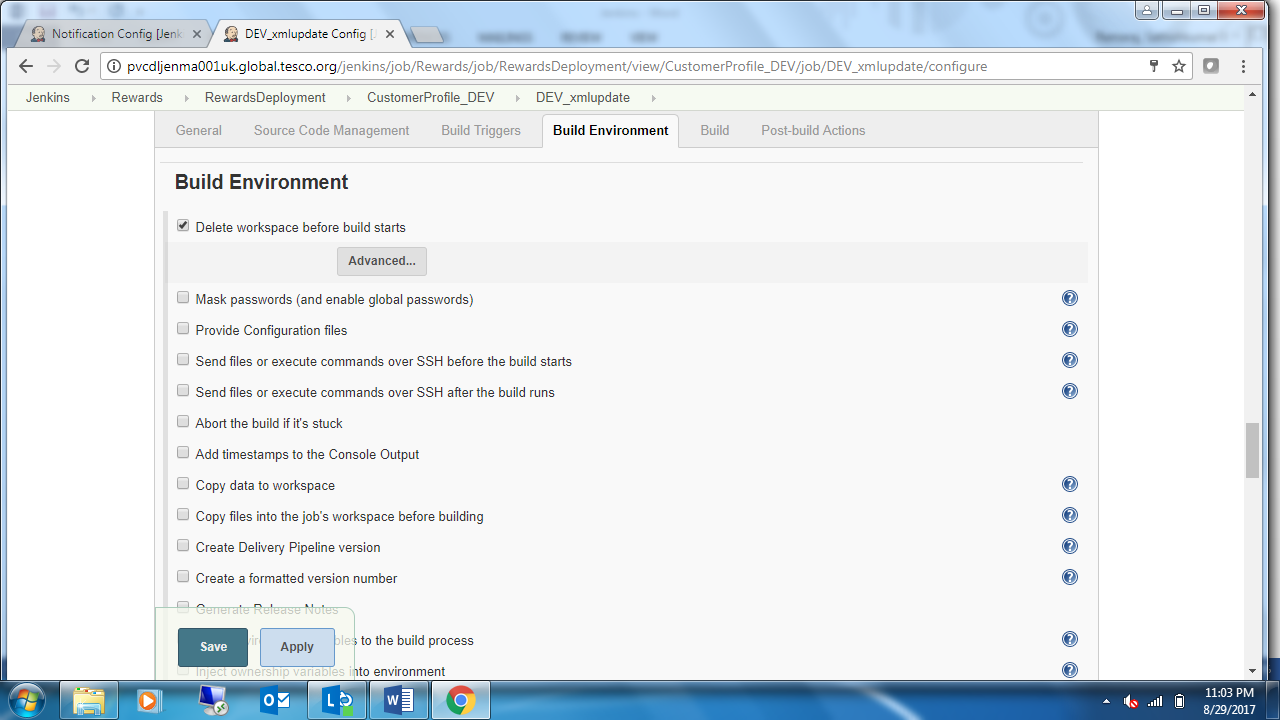 Notification Config [Jenk
DEV_xmlupdate Config [J
pvcdljenma001uk.global.tesco.org/jenkins/job/Rewards/job/RewardsDeployment/view/CustomerProfile_DEV/job/DEV_xmlupdate/configure
Jenkins Rewards RewardsDeployment CustomerProfile_DEV DEV_xmlupdate
General Source Code Management Build Triggers Build Environment Build Post-build Actions
Build Environment
Delete workspace before build starts
Advanced...
Mask passwords (and enable global passwords)
Provide Configuration files
Send files or execute commands over SSH before the build starts
Send files or execute commands over SSH after the build runs
Abort the build if it's stuck
Add timestamps to the Console Output
Copy data to workspace
Copy files into the job's workspace before building
Create Delivery Pipeline version
Create a formatted version number
Generate Release Notes
to the build process
Inject ownership variables into environment
Save Apply
11:03 PM
8/29/2017